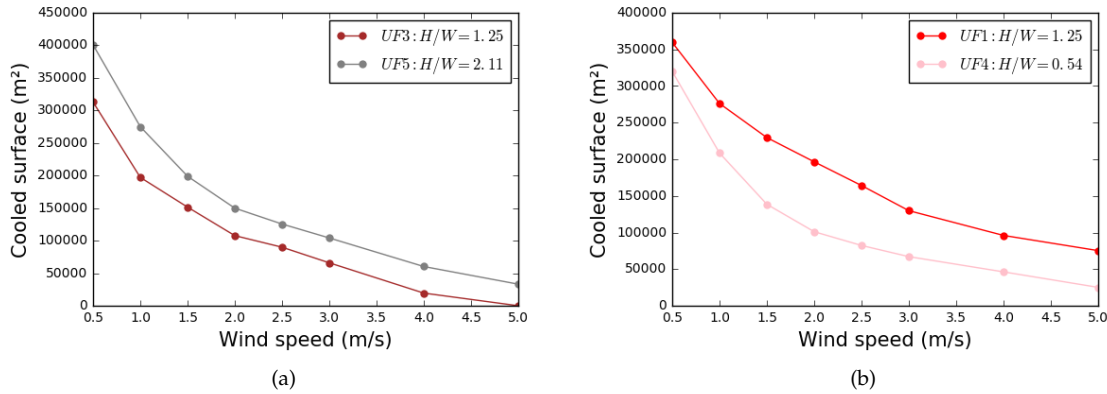 450000
400000
350000
300000
250000
200000
150000
100000
50000
0
Cooled surface (m²)
UF3 : H/W = 1.25
UF5 : H/W = 2.11
0.5 1.0 1.5 2.0 2.5 3.0 3.5 4.0 4.5 5.0
Wind speed (m/s)
(a)
400000
350000
300000
250000
200000
150000
100000
50000
0
Cooled surface (m²)
UF1 : H/W = 1.25
UF4 : H/W = 0.54
0.5 1.0 1.5 2.0 2.5 3.0 3.5 4.0 4.5 5.0
Wind speed (m/s)
(b)